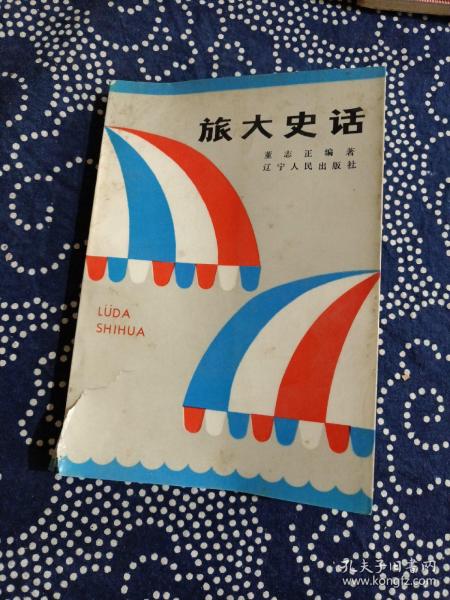 旅大史话
董志正编著
辽宁人民出版社
LÜDA
SHIHUA
孔夫子旧书网
www.kongfz.com